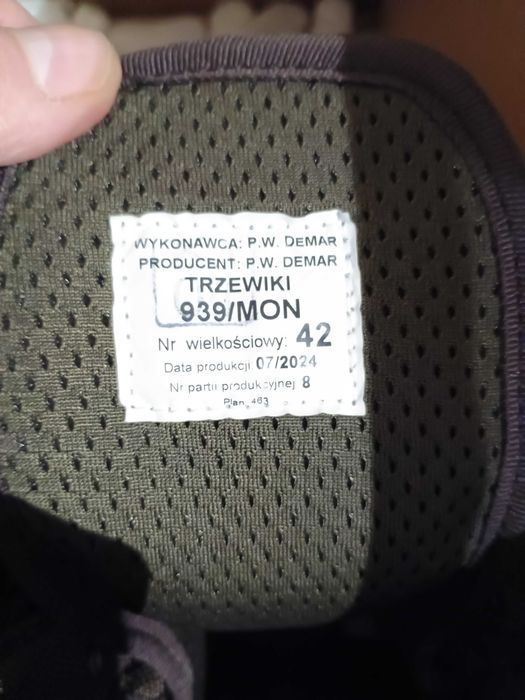 WYKONAWCA: P.W. DEMAR
PRODUCENT: P.W. DEMAR
TRZEWIKI
939/MON
Nr wielkościowy: 42
Data produkcji 07/2024
Nr partii produkcyjnej 8
Plan. 463